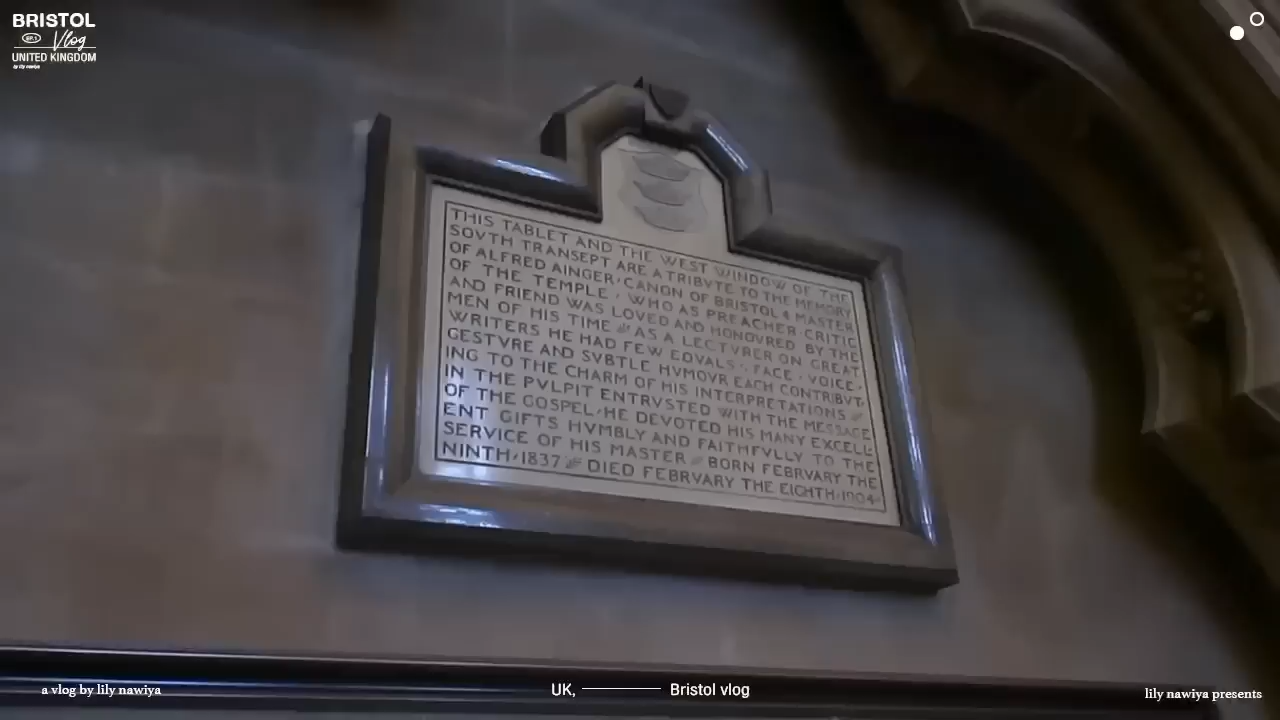 BRISTOL
EP.1 Vlog
UNITED KINGDOM
by lily nawiya
THIS TABLET AND THE WEST WINDOW OF THE
SOVTH TRANSEPT ARE A TRIBVTE TO THE MEMORY
OF ALFRED AINGER · CANON OF BRISTOL & MASTER
OF THE TEMPLE · WHO AS PREACHER · CRITIC
AND FRIEND WAS LOVED AND HONOVRED BY THE
MEN OF HIS TIME AS A LECTVRER ON GREAT
WRITERS HE HAD FEW EQVALS · FACE · VOICE ·
GESTVRE AND SVBTLE HVMOVR EACH CONTRIBVT-
ING TO THE CHARM OF HIS INTERPRETATIONS
IN THE PVLPIT ENTRVSTED WITH THE MESSAGE
OF THE GOSPEL · HE DEVOTED HIS MANY EXCELL-
ENT GIFTS HVMBLY AND FAITHFVLLY TO THE
SERVICE OF HIS MASTER BORN FEBRVARY THE
NINTH · 1837 DIED FEBRVARY THE EIGHTH · 1904 ·
a vlog by lily nawiya
UK, Bristol vlog
lily nawiya presents